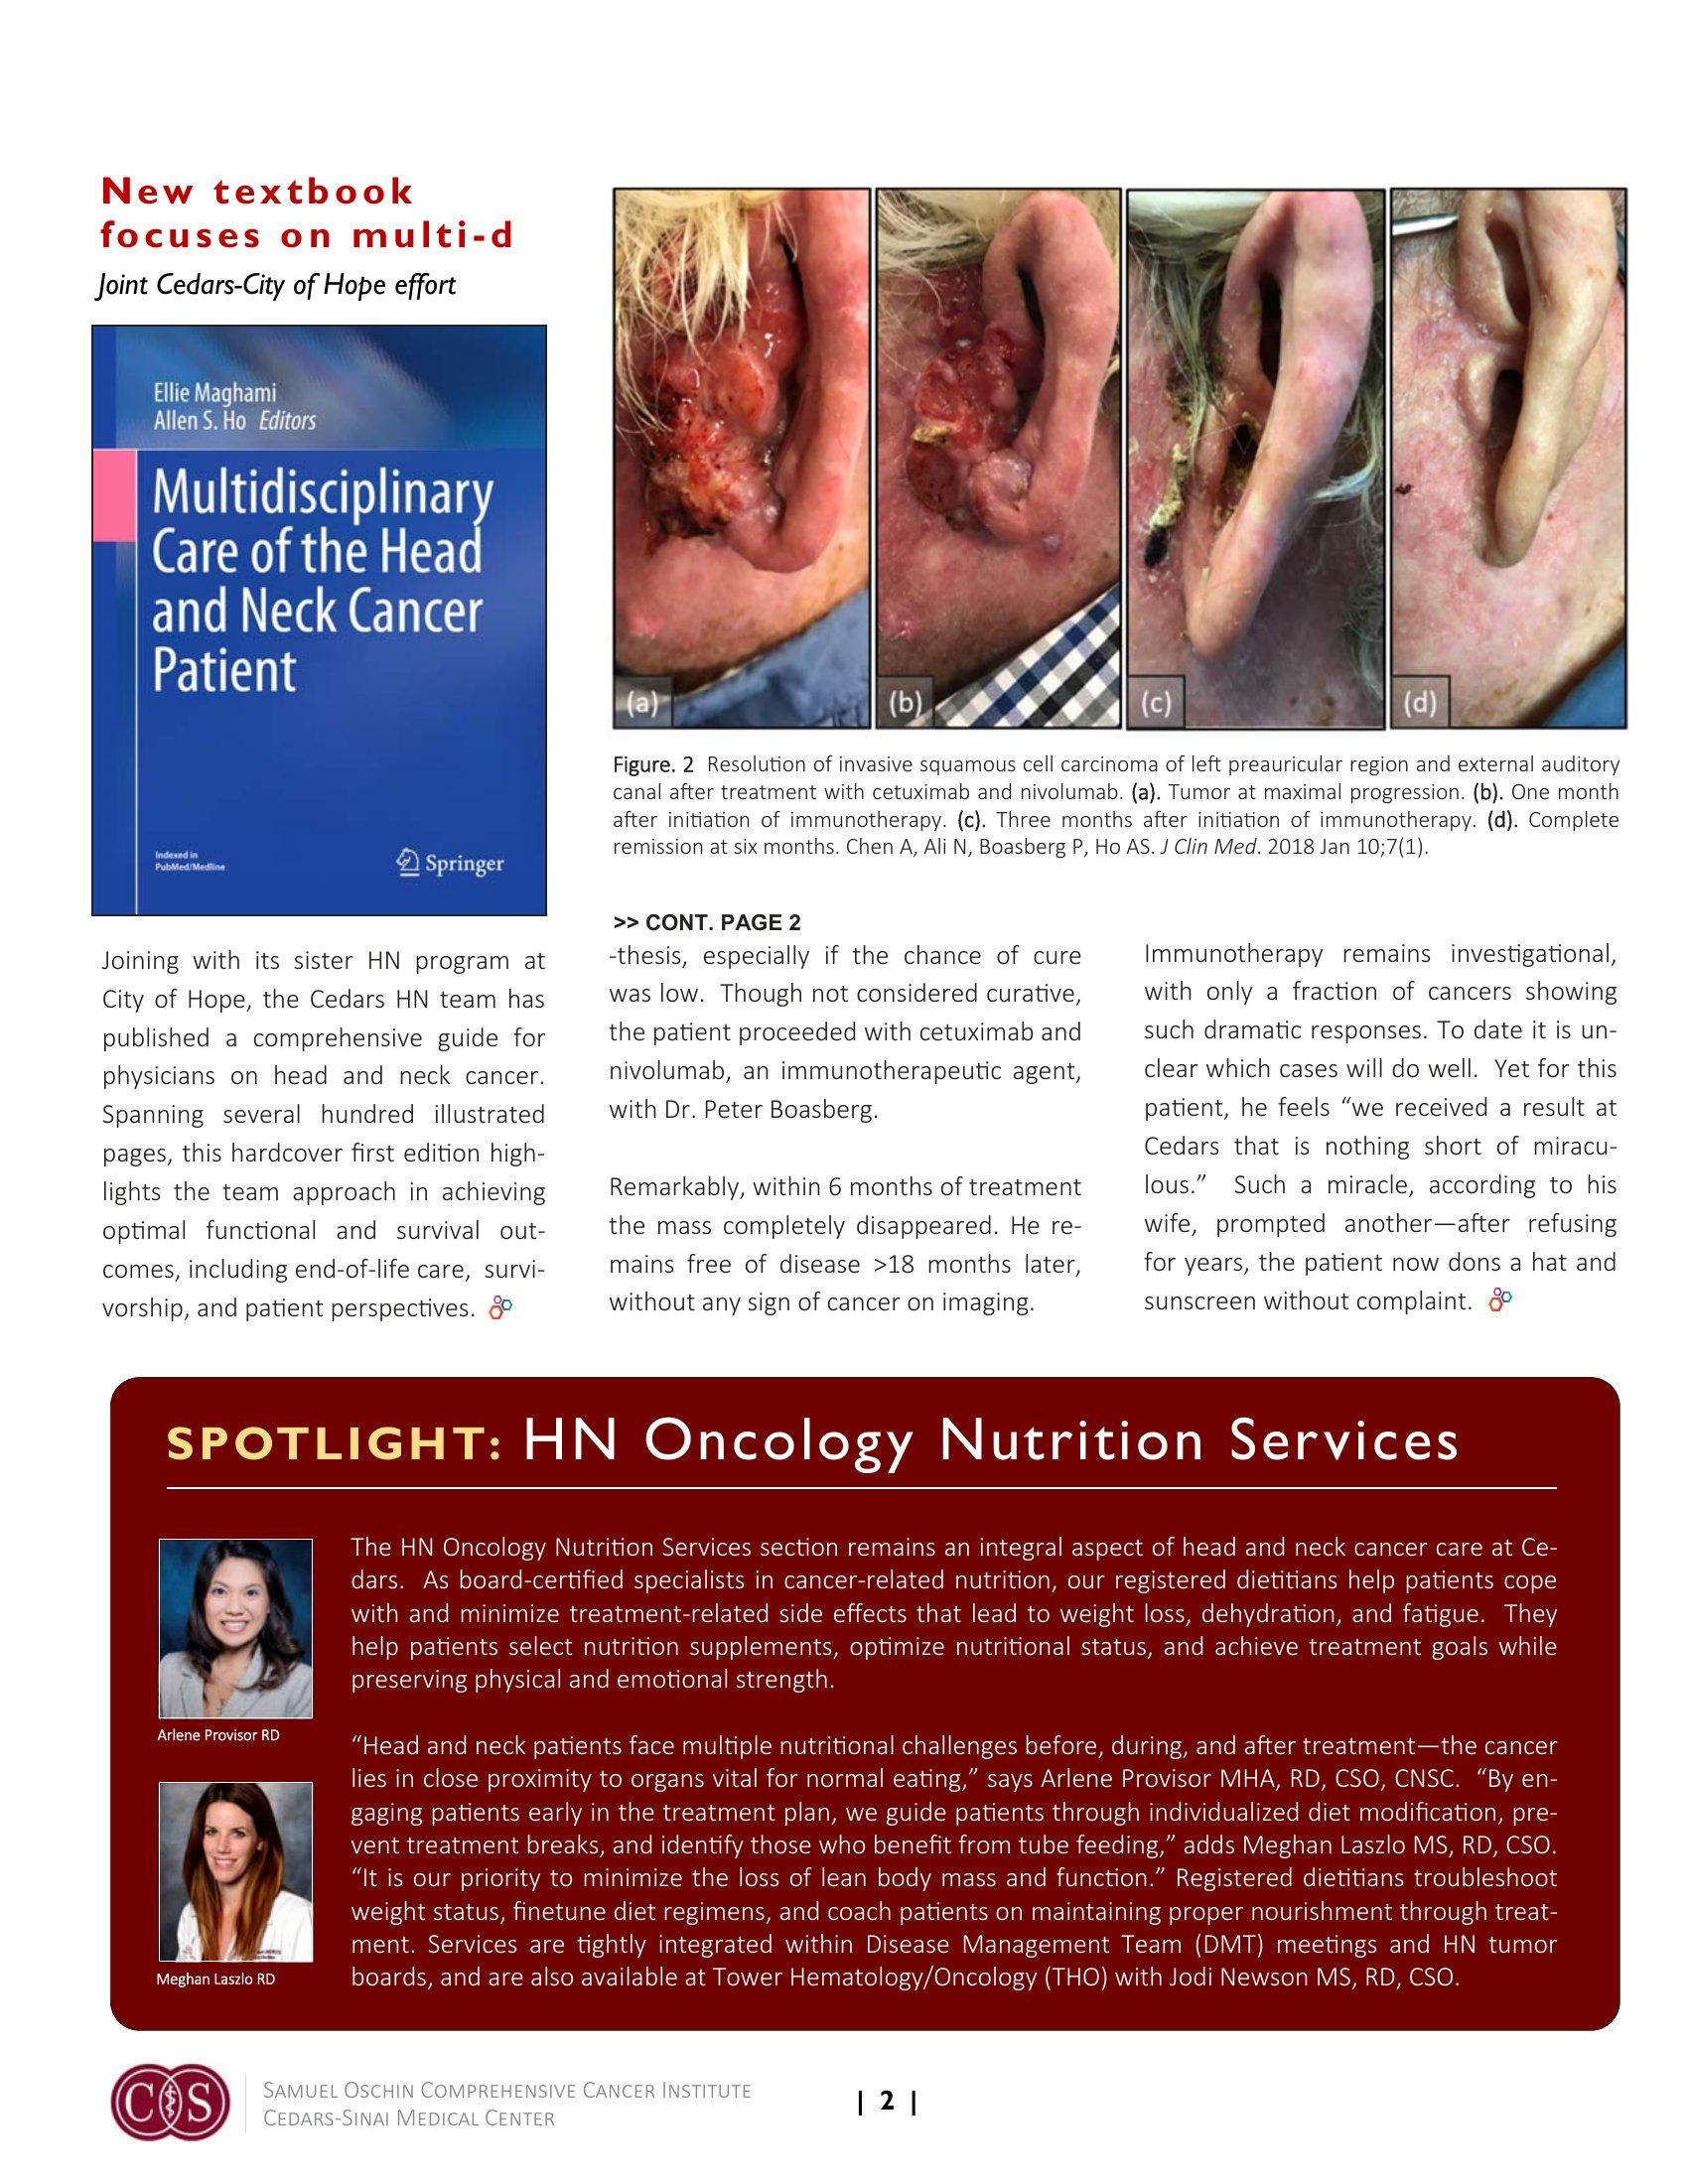 New textbook
focuses on multi-d
Joint Cedars-City of Hope effort
Ellie Maghami
Allen S. Ho Editors
Multidisciplinary
Care of the Head
and Neck Cancer
Patient
Indexed in
PubMed/Medline
Springer
Joining with its sister HN program at
City of Hope, the Cedars HN team has
published a comprehensive guide for
physicians on head and neck cancer.
Spanning several hundred illustrated
pages, this hardcover first edition high-
lights the team approach in achieving
optimal functional and survival out-
comes, including end-of-life care, survi-
vorship, and patient perspectives.
(a)
(b)
(c)
(d)
Figure. 2 Resolution of invasive squamous cell carcinoma of left preauricular region and external auditory
canal after treatment with cetuximab and nivolumab. (a). Tumor at maximal progression. (b). One month
after initiation of immunotherapy. (c). Three months after initiation of immunotherapy. (d). Complete
remission at six months. Chen A, Ali N, Boasberg P, Ho AS. J Clin Med. 2018 Jan 10;7(1).
>> CONT. PAGE 2
-thesis, especially if the chance of cure
was low. Though not considered curative,
the patient proceeded with cetuximab and
nivolumab, an immunotherapeutic agent,
with Dr. Peter Boasberg.
Remarkably, within 6 months of treatment
the mass completely disappeared. He re-
mains free of disease >18 months later,
without any sign of cancer on imaging.
Immunotherapy remains investigational,
with only a fraction of cancers showing
such dramatic responses. To date it is un-
clear which cases will do well. Yet for this
patient, he feels “we received a result at
Cedars that is nothing short of miracu-
lous.” Such a miracle, according to his
wife, prompted another—after refusing
for years, the patient now dons a hat and
sunscreen without complaint.
SPOTLIGHT: HN Oncology Nutrition Services
Arlene Provisor RD
Meghan Laszlo RD
The HN Oncology Nutrition Services section remains an integral aspect of head and neck cancer care at Ce-
dars. As board-certified specialists in cancer-related nutrition, our registered dietitians help patients cope
with and minimize treatment-related side effects that lead to weight loss, dehydration, and fatigue. They
help patients select nutrition supplements, optimize nutritional status, and achieve treatment goals while
preserving physical and emotional strength.
“Head and neck patients face multiple nutritional challenges before, during, and after treatment—the cancer
lies in close proximity to organs vital for normal eating,” says Arlene Provisor MHA, RD, CSO, CNSC. “By en-
gaging patients early in the treatment plan, we guide patients through individualized diet modification, pre-
vent treatment breaks, and identify those who benefit from tube feeding,” adds Meghan Laszlo MS, RD, CSO.
“It is our priority to minimize the loss of lean body mass and function.” Registered dietitians troubleshoot
weight status, finetune diet regimens, and coach patients on maintaining proper nourishment through treat-
ment. Services are tightly integrated within Disease Management Team (DMT) meetings and HN tumor
boards, and are also available at Tower Hematology/Oncology (THO) with Jodi Newson MS, RD, CSO.
CS
SAMUEL OSCHIN COMPREHENSIVE CANCER INSTITUTE
CEDARS-SINAI MEDICAL CENTER
| 2 |